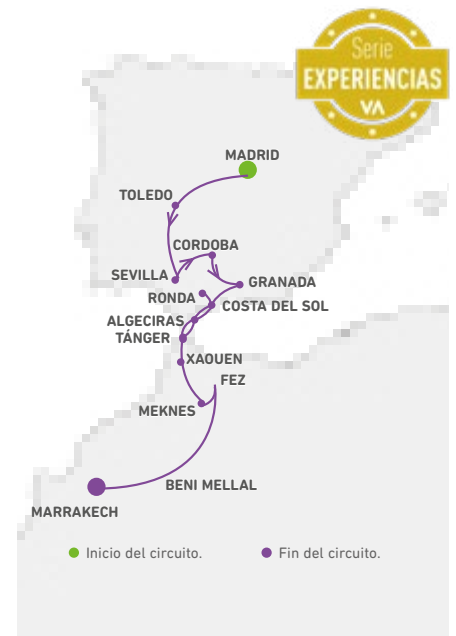 Serie
EXPERIENCIAS
VA
MADRID
TOLEDO
CORDOBA
SEVILLA
GRANADA
RONDA
COSTA DEL SOL
ALGECIRAS
TÁNGER
XAOUEN
FEZ
MEKNES
BENI MELLAL
MARRAKECH
Inicio del circuito.
Fin del circuito.